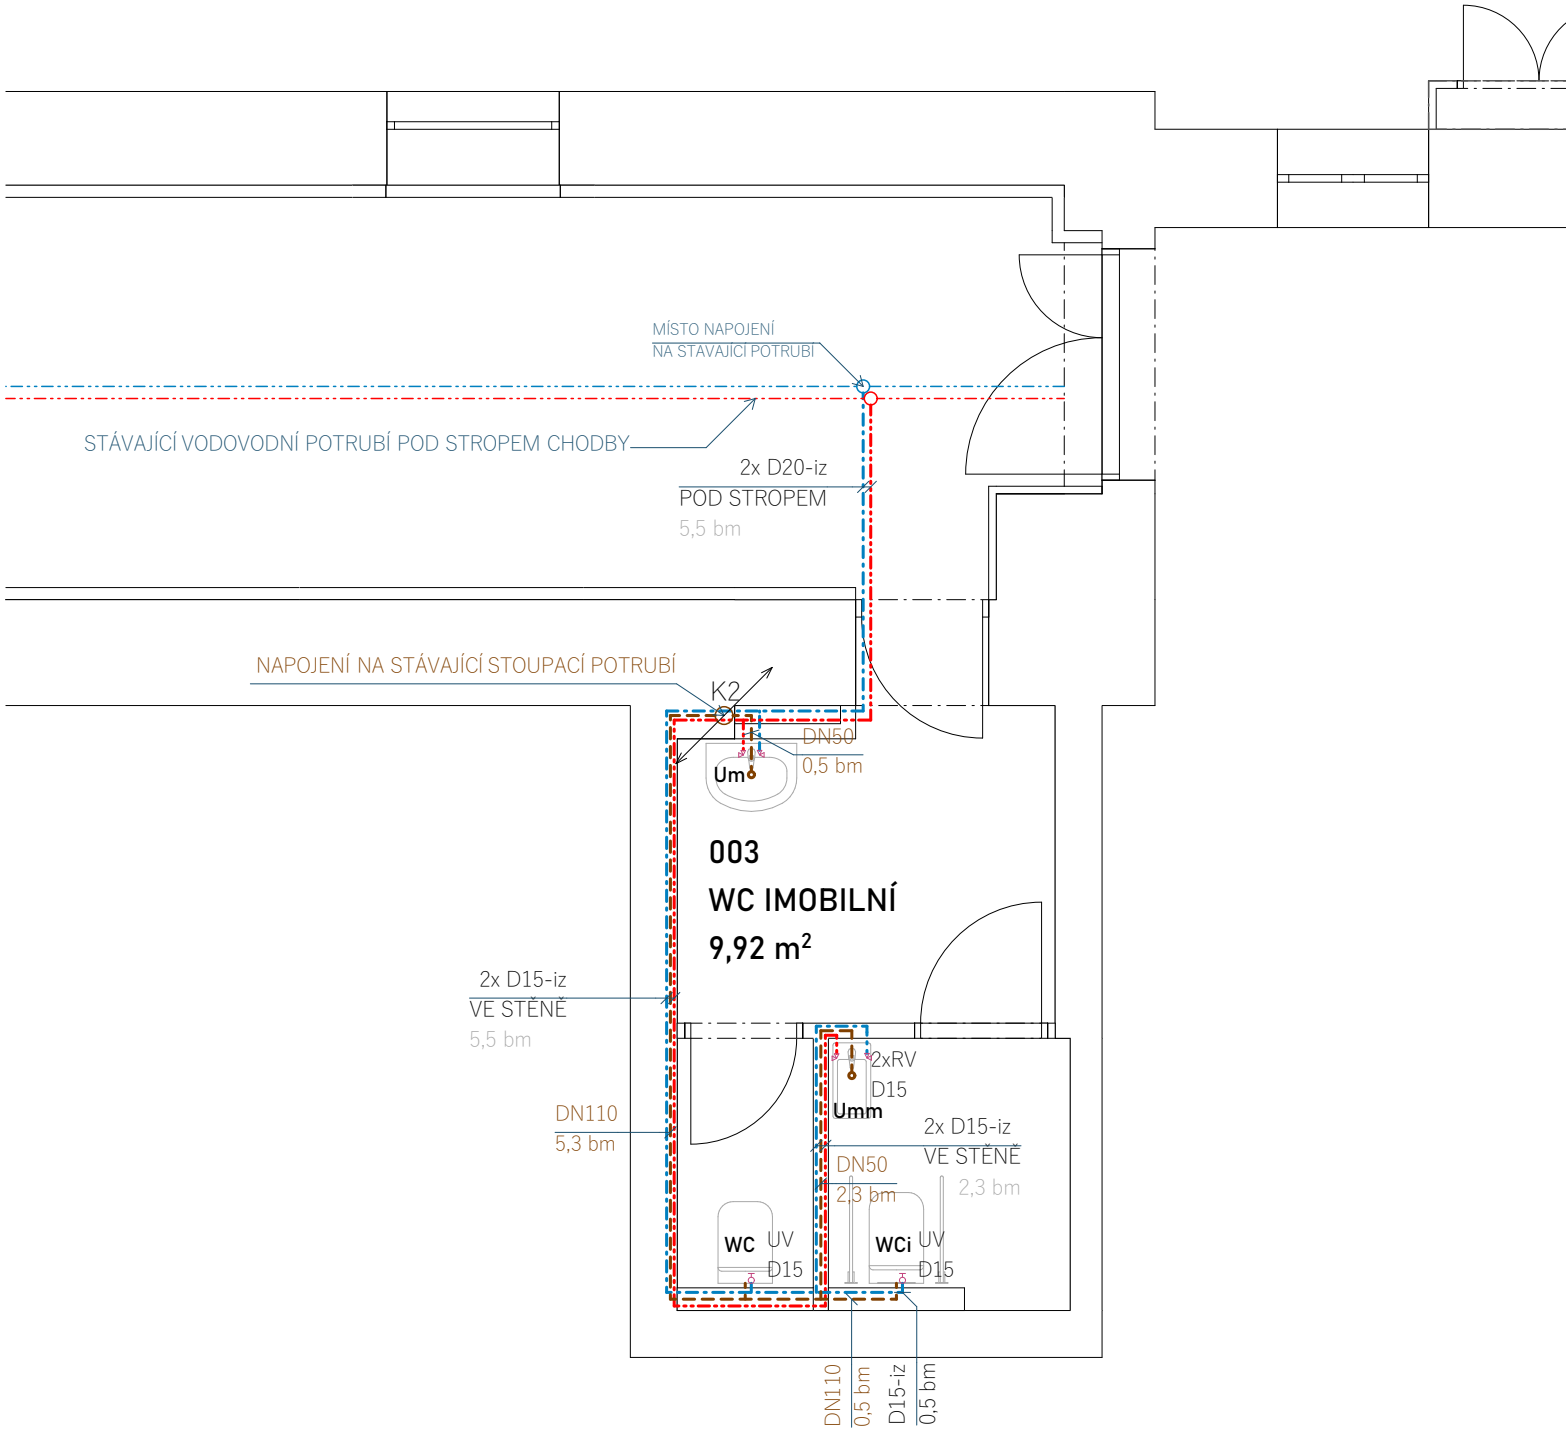 MÍSTO NAPOJENÍ
NA STÁVAJÍCÍ POTRUBÍ
STÁVAJÍCÍ VODOVODNÍ POTRUBÍ POD STROPEM CHODBY
2x D20-iz
POD STROPEM
5,5 bm
NAPOJENÍ NA STÁVAJÍCÍ STOUPACÍ POTRUBÍ
K2
DN50
0,5 bm
Um
003
WC IMOBILNÍ
9,92 m²
2x D15-iz
VE STĚNĚ
5,5 bm
2xRV
D15
Umm
DN110
5,3 bm
2x D15-iz
VE STĚNĚ
2,3 bm
DN50
2,3 bm
WC
UV
D15
WCi
UV
D15
DN110
0,5 bm
D15-iz
0,5 bm